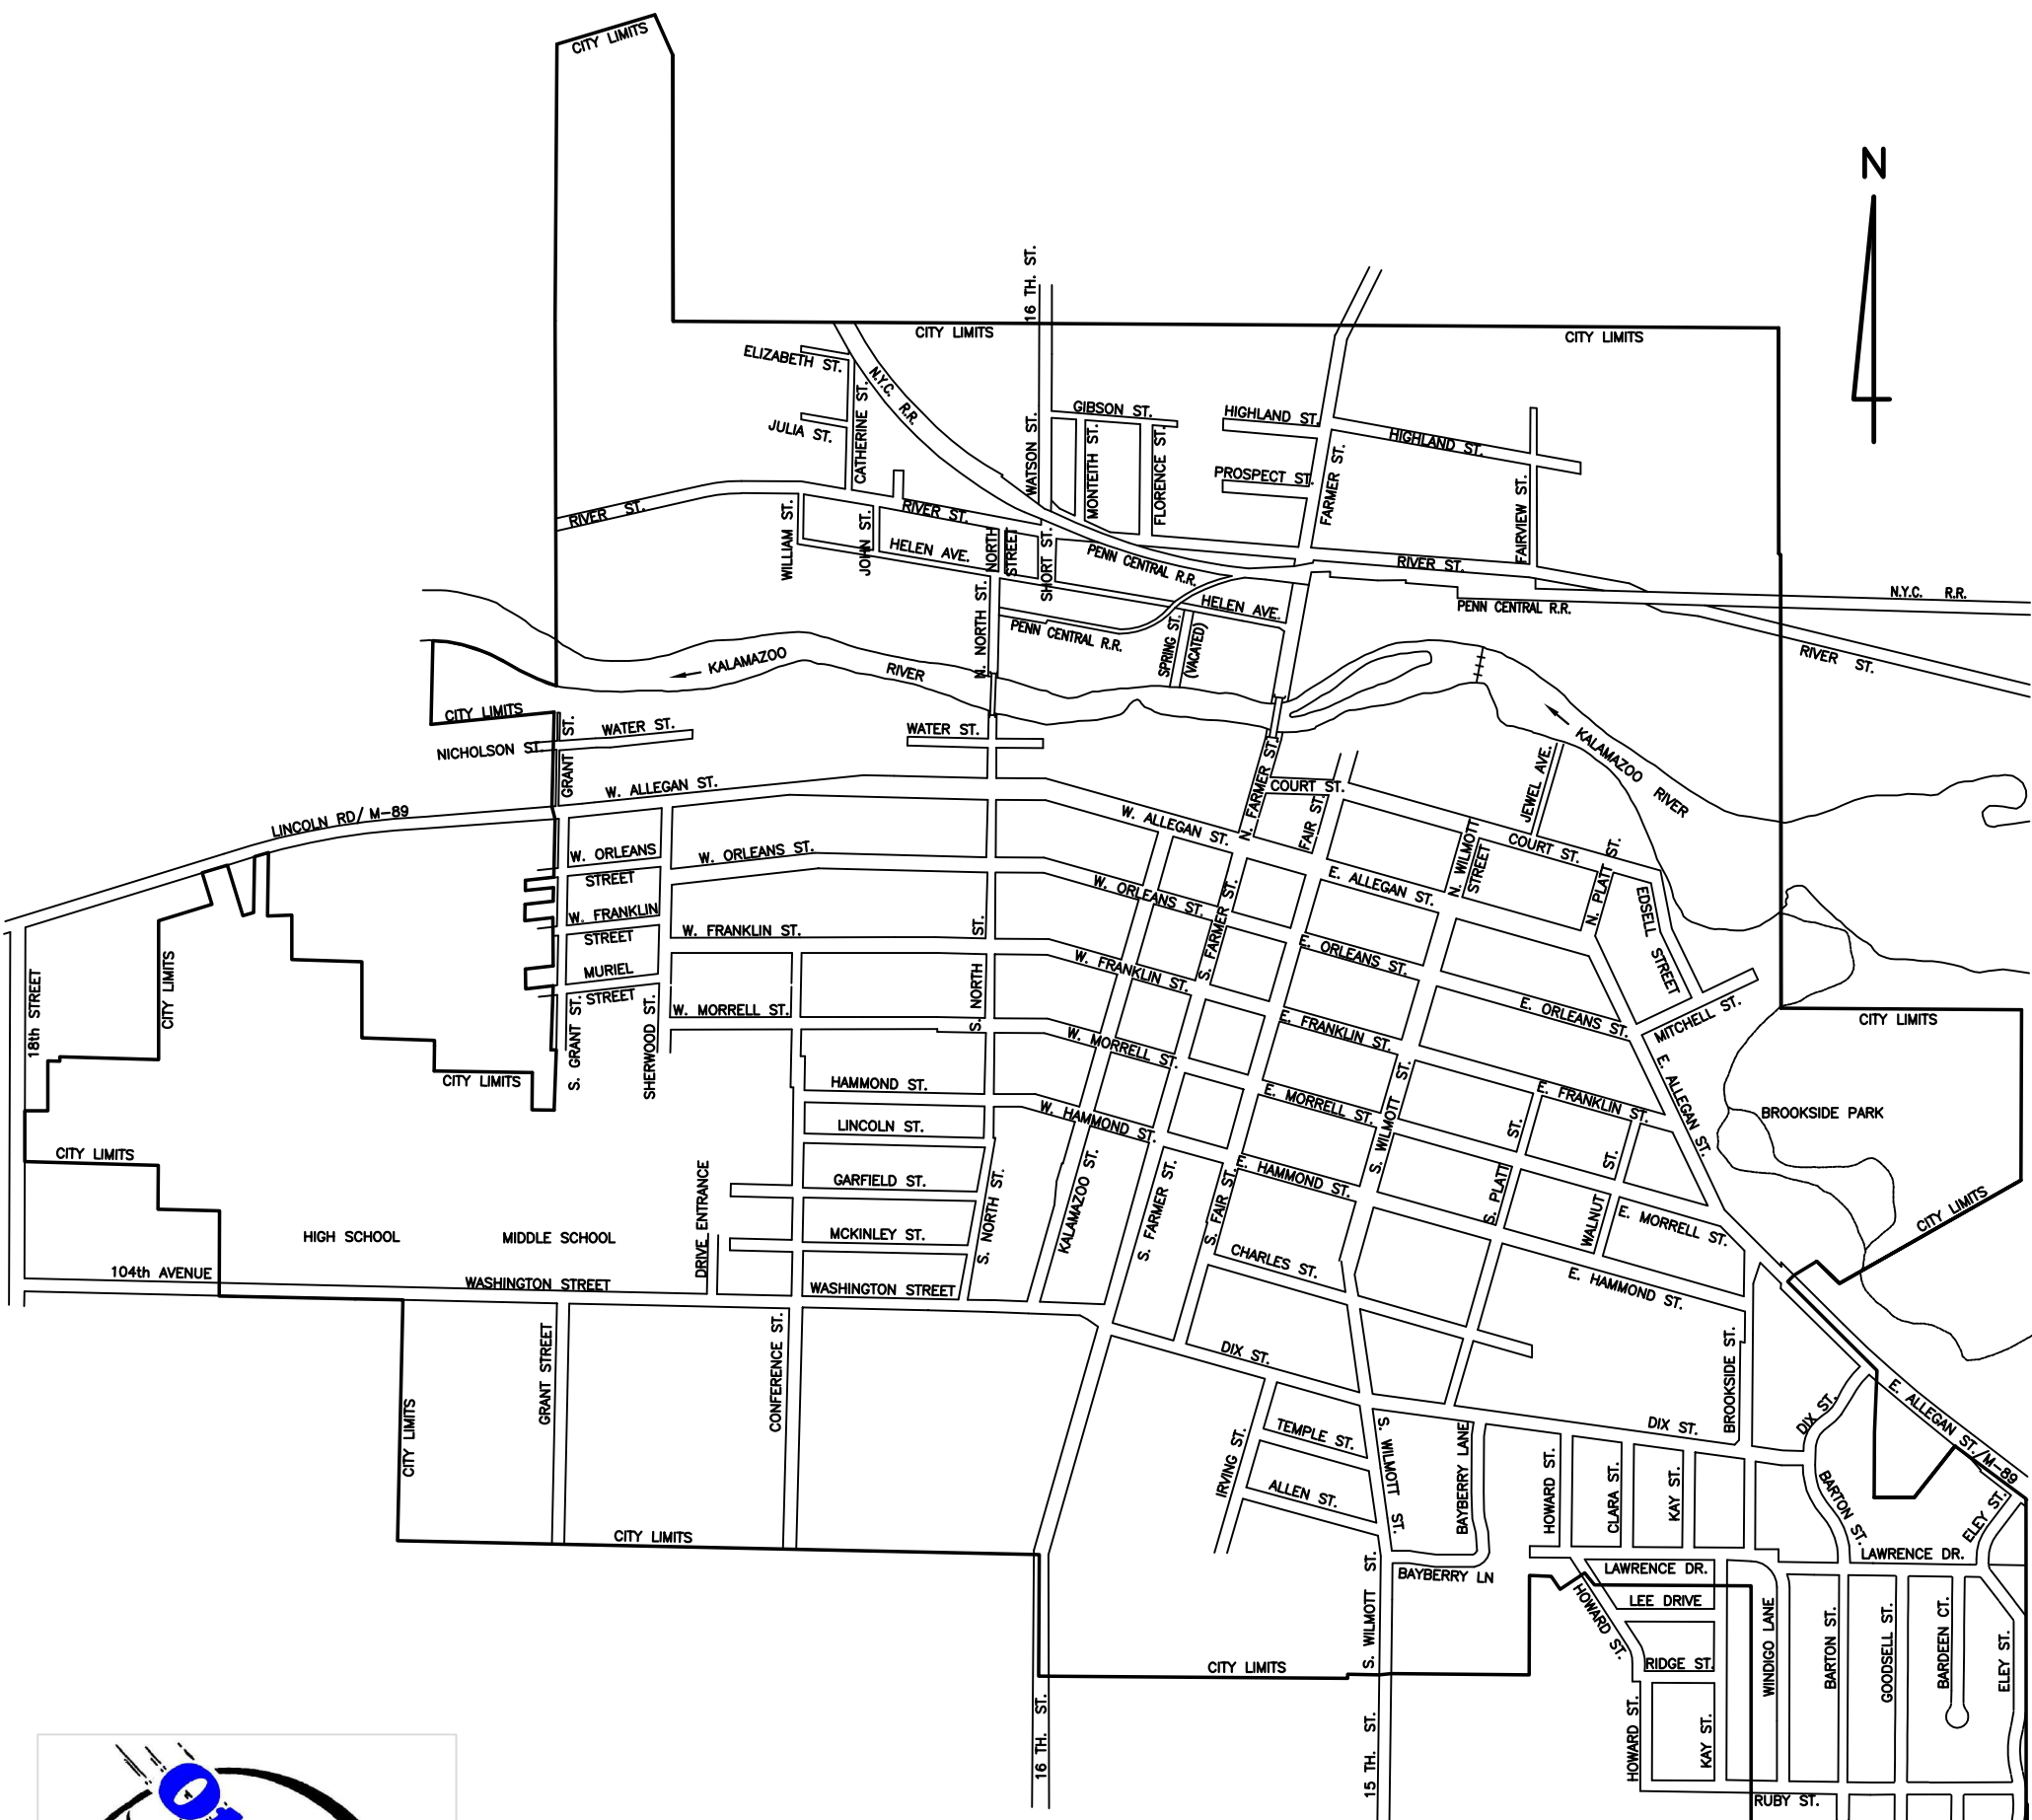 CITY LIMITS
N
16 TH. ST.
CITY LIMITS
CITY LIMITS
ELIZABETH ST.
N.Y.C. R.R.
CATHERINE ST.
JULIA ST.
WATSON ST.
GIBSON ST.
MONTEITH ST.
FLORENCE ST.
HIGHLAND ST.
HIGHLAND ST.
PROSPECT ST.
FARMER ST.
FAIRVIEW ST.
RIVER ST.
WILLIAM ST.
JOHN ST.
RIVER ST.
HELEN AVE.
NORTH
STREET
SHORT ST.
PENN CENTRAL R.R.
RIVER ST.
N.Y.C. R.R.
PENN CENTRAL R.R.
HELEN AVE.
PENN CENTRAL R.R.
N. NORTH ST.
SPRING ST.
(VACATED)
RIVER ST.
KALAMAZOO
RIVER
CITY LIMITS
NICHOLSON ST.
GRANT ST.
WATER ST.
WATER ST.
N. FARMER ST.
COURT ST.
FAIR ST.
JEWEL AVE.
KALAMAZOO
RIVER
LINCOLN RD/ M-89
W. ALLEGAN ST.
W. ALLEGAN ST.
E. ALLEGAN ST.
N. WILMOTT
STREET
COURT ST.
N. PLATT ST.
EDSELL STREET
W. ORLEANS
STREET
W. ORLEANS ST.
W. ORLEANS ST.
E. ORLEANS ST.
E. ORLEANS ST.
MITCHELL ST.
W. FRANKLIN
STREET
W. FRANKLIN ST.
S. NORTH ST.
W. FRANKLIN ST.
S. FARMER ST.
E. FRANKLIN ST.
E. FRANKLIN ST.
MURIEL
STREET
18th STREET
CITY LIMITS
CITY LIMITS
S. GRANT ST.
SHERWOOD ST.
W. MORRELL ST.
W. MORRELL ST.
E. MORRELL ST.
E. MORRELL ST.
E. ALLEGAN ST.
CITY LIMITS
BROOKSIDE PARK
CITY LIMITS
HAMMOND ST.
W. HAMMOND ST.
E. HAMMOND ST.
E. HAMMOND ST.
S. WILMOTT ST.
S. PLATT ST.
WALNUT ST.
LINCOLN ST.
GARFIELD ST.
MCKINLEY ST.
S. NORTH ST.
KALAMAZOO ST.
S. FARMER ST.
S. FAIR ST.
CHARLES ST.
CITY LIMITS
HIGH SCHOOL
MIDDLE SCHOOL
DRIVE ENTRANCE
104th AVENUE
WASHINGTON STREET
WASHINGTON STREET
GRANT STREET
CONFERENCE ST.
CITY LIMITS
CITY LIMITS
DIX ST.
DIX ST.
DIX ST.
BROOKSIDE ST.
E. ALLEGAN ST./M-89
IRVING ST.
TEMPLE ST.
ALLEN ST.
S. WILMOTT ST.
BAYBERRY LANE
BAYBERRY LN
HOWARD ST.
CLARA ST.
KAY ST.
BARTON ST.
ELEY ST.
LAWRENCE DR.
LAWRENCE DR.
LEE DRIVE
HOWARD ST.
RIDGE ST.
S. WILMOTT ST.
CITY LIMITS
16 TH. ST.
15 TH. ST.
HOWARD ST.
KAY ST.
WINDIGO LANE
BARTON ST.
GOODSELL ST.
BARDEEN CT.
ELEY ST.
RUBY ST.